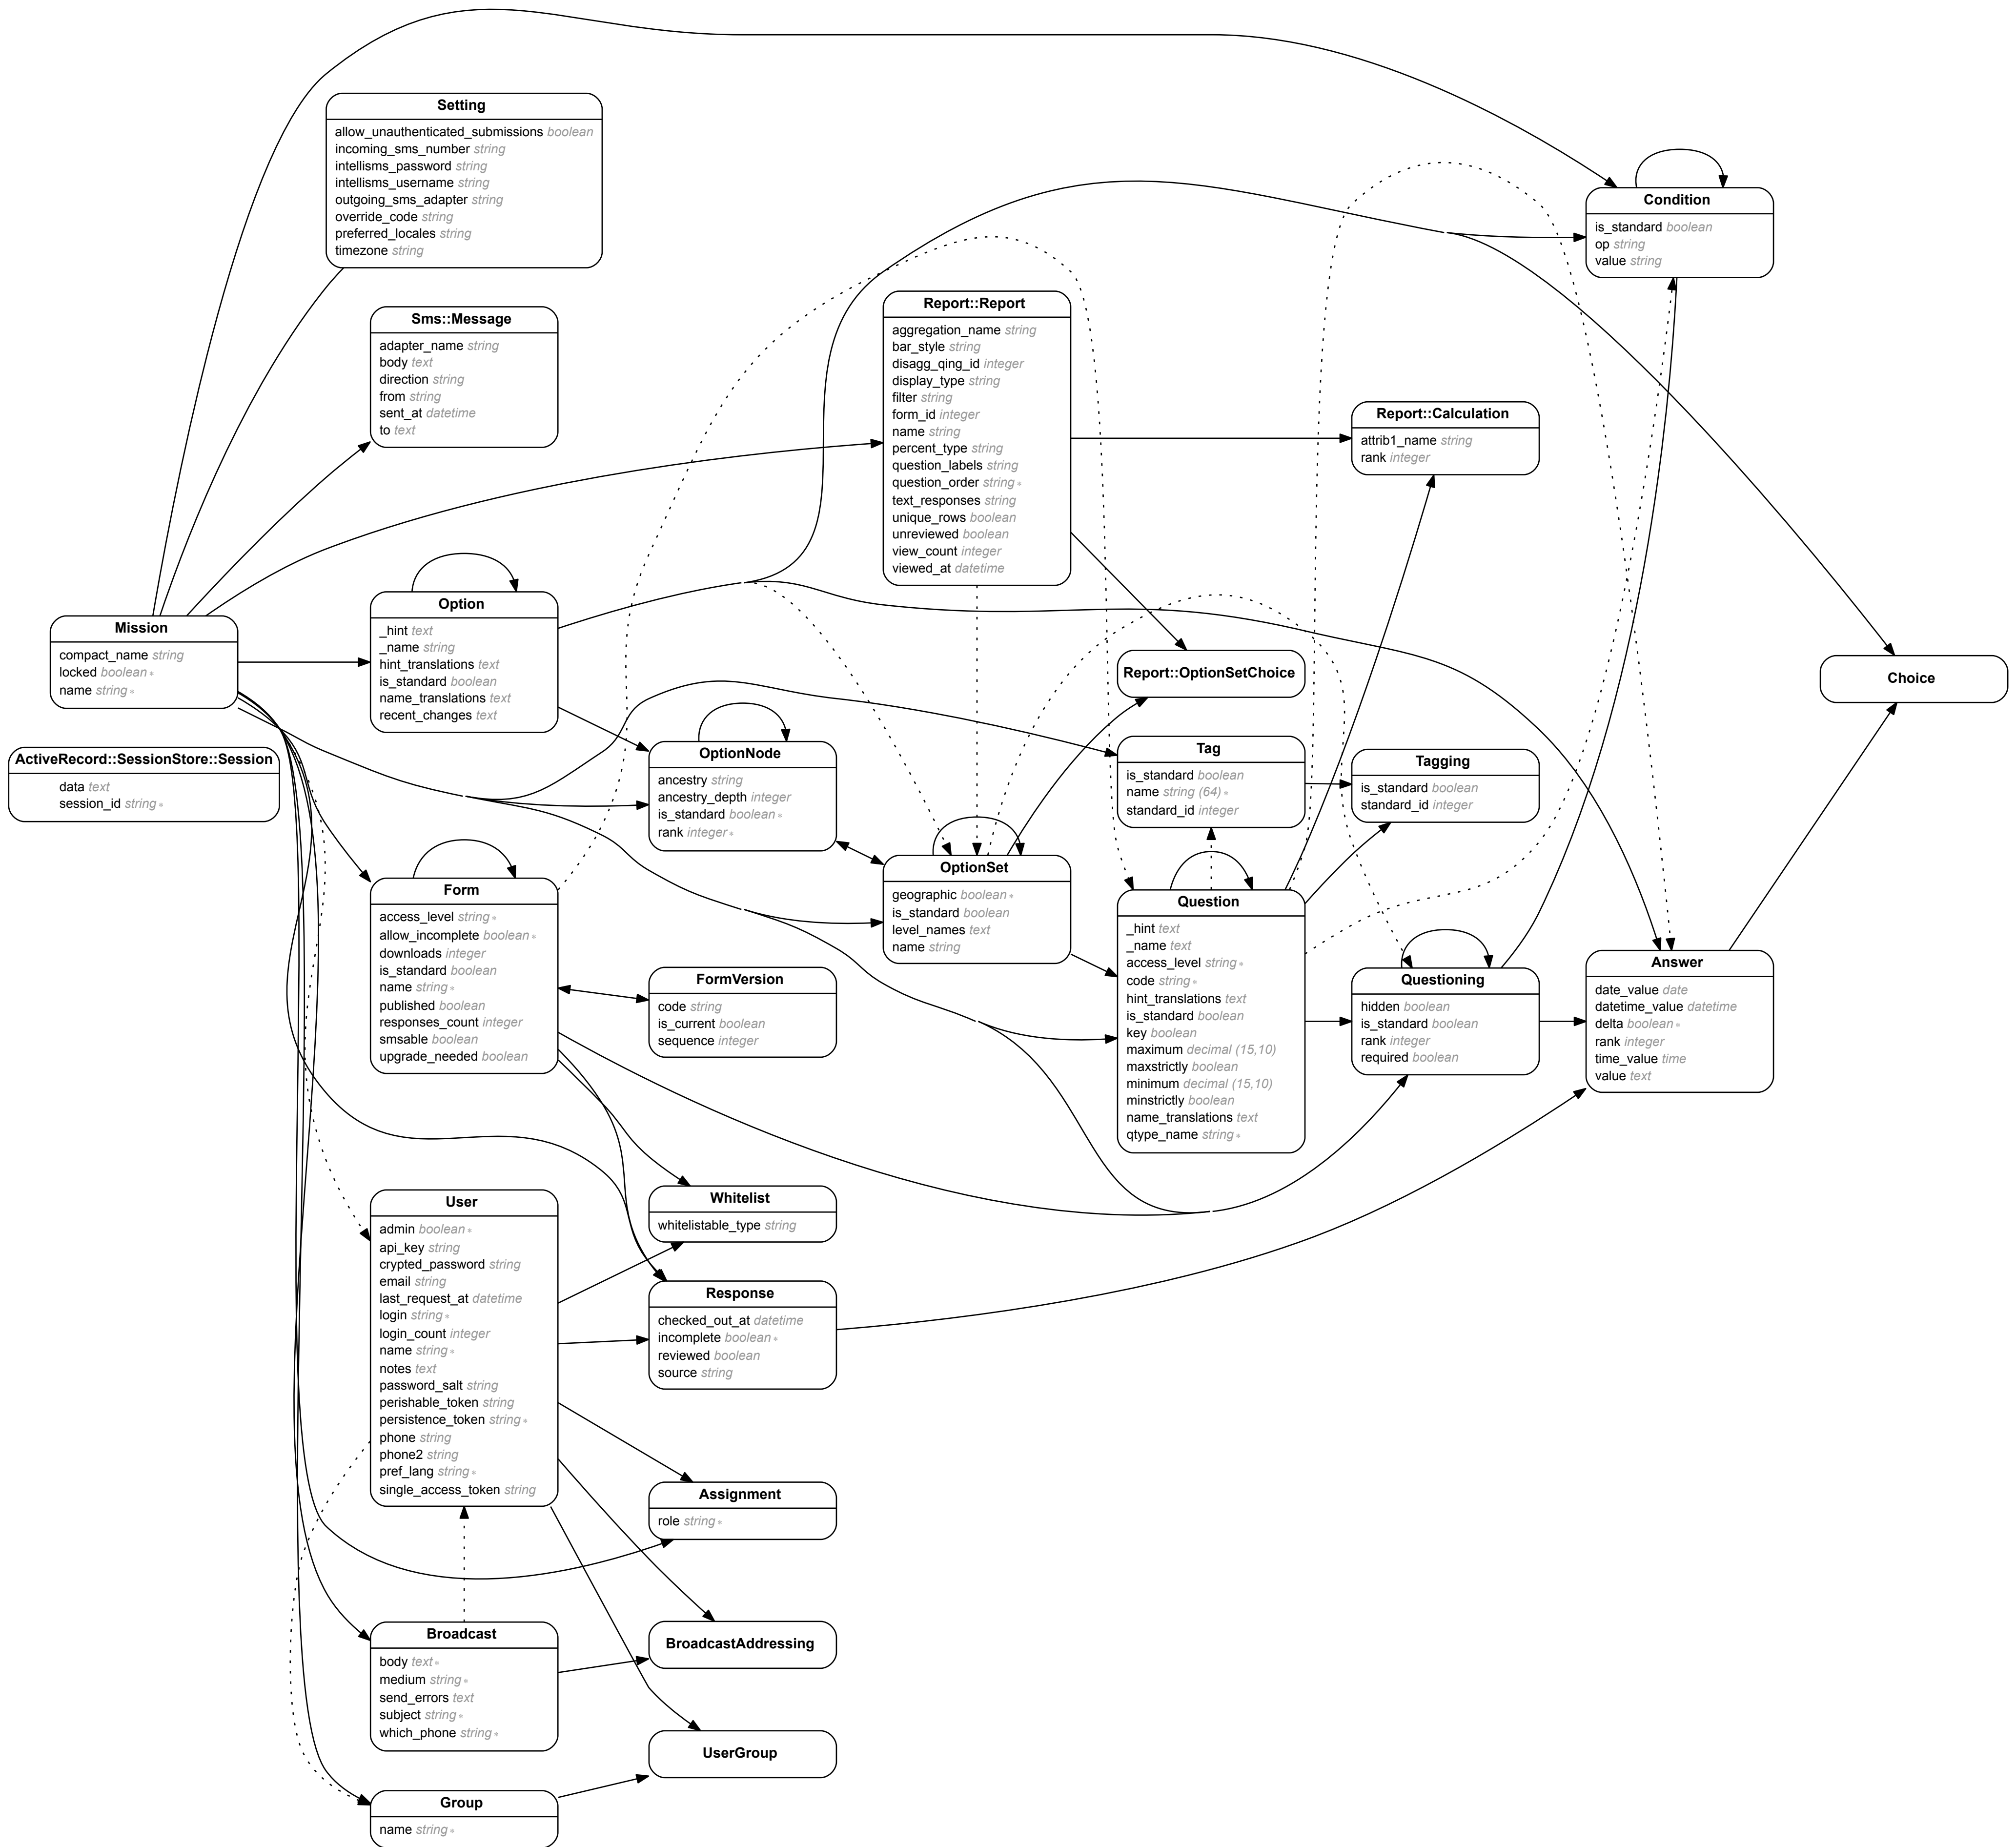 Setting
allow_unauthenticated_submissions boolean
incoming_sms_number string
intellisms_password string
intellisms_username string
outgoing_sms_adapter string
override_code string
preferred_locales string
timezone string
Condition
is_standard boolean
op string
value string
Sms::Message
adapter_name string
body text
direction string
from string
sent_at datetime
to text
Report::Report
aggregation_name string
bar_style string
disagg_qing_id integer
display_type string
filter string
form_id integer
name string
percent_type string
question_labels string
question_order string*
text_responses string
unique_rows boolean
unreviewed boolean
view_count integer
viewed_at datetime
Report::Calculation
attrib1_name string
rank integer
Mission
compact_name string
locked boolean*
name string*
Option
_hint text
_name string
hint_translations text
is_standard boolean
name_translations text
recent_changes text
Report::OptionSetChoice
Choice
ActiveRecord::SessionStore::Session
data text
session_id string*
OptionNode
ancestry string
ancestry_depth integer
is_standard boolean*
rank integer*
Tag
is_standard boolean
name string (64)*
standard_id integer
Tagging
is_standard boolean
standard_id integer
Form
access_level string*
allow_incomplete boolean*
downloads integer
is_standard boolean
name string*
published boolean
responses_count integer
smsable boolean
upgrade_needed boolean
OptionSet
geographic boolean*
is_standard boolean
level_names text
name string
Question
_hint text
_name text
access_level string*
code string*
hint_translations text
is_standard boolean
key boolean
maximum decimal (15,10)
maxstrictly boolean
minimum decimal (15,10)
minstrictly boolean
name_translations text
qtype_name string*
FormVersion
code string
is_current boolean
sequence integer
Questioning
hidden boolean
is_standard boolean
rank integer
required boolean
Answer
date_value date
datetime_value datetime
delta boolean*
rank integer
time_value time
value text
User
admin boolean*
api_key string
crypted_password string
email string
last_request_at datetime
login string*
login_count integer
name string*
notes text
password_salt string
perishable_token string
persistence_token string*
phone string
phone2 string
pref_lang string*
single_access_token string
Whitelist
whitelistable_type string
Response
checked_out_at datetime
incomplete boolean*
reviewed boolean
source string
Assignment
role string*
Broadcast
body text*
medium string*
send_errors text
subject string*
which_phone string*
BroadcastAddressing
UserGroup
Group
name string*